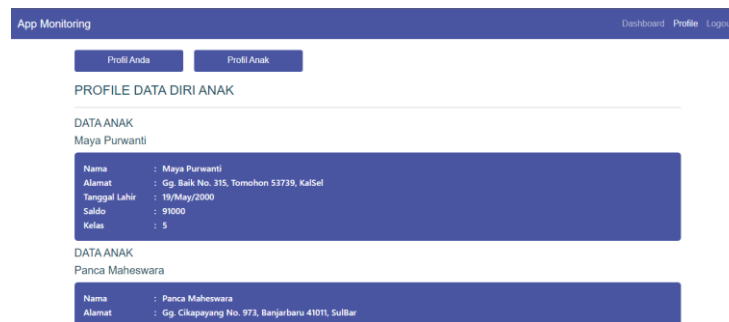 App Monitoring Dashboard Profile Logou
Profil Anda Profil Anak
PROFILE DATA DIRI ANAK
DATA ANAK
Maya Purwanti
Nama : Maya Purwanti
Alamat : Gg. Baik No. 315, Tomohon 53739, KalSel
Tanggal Lahir : 19/May/2000
Saldo : 91000
Kelas : 5
DATA ANAK
Panca Maheswara
Nama : Panca Maheswara
Alamat : Gg. Cikapayang No. 973, Banjarbaru 41011, SulBar